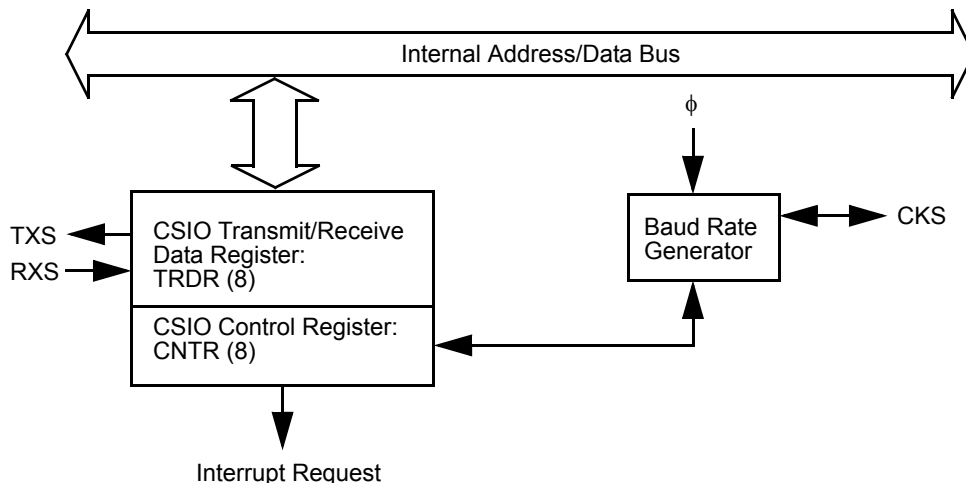 Internal Address/Data Bus
ϕ
TXS
RXS
CSIO Transmit/Receive
Data Register:
TRDR (8)
CSIO Control Register:
CNTR (8)
Baud Rate
Generator
CKS
Interrupt Request